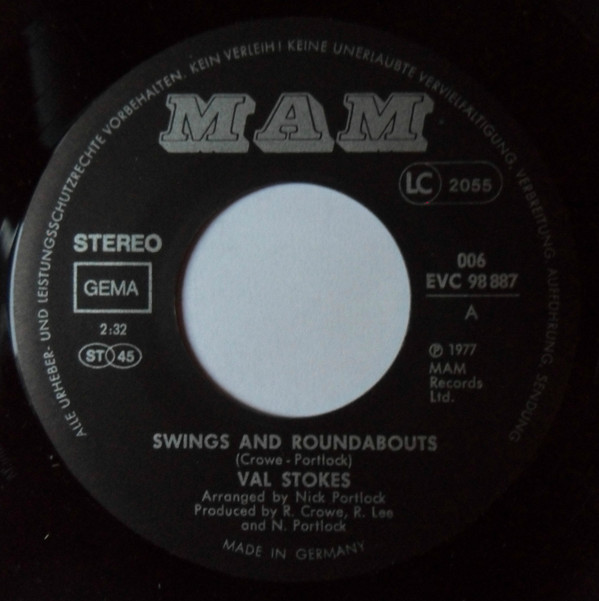 ALLE URHEBER- UND LEISTUNGSSCHUTZRECHTE VORBEHALTEN. KEIN VERLEIH! KEINE UNERLAUBTE VERVIELFÄLTIGUNG, VERBREITUNG, AUFFÜHRUNG, SENDUNG
MAM
LC 2055
STEREO
GEMA
2:32
ST 45
006
EVC 98 887
A
℗ 1977
MAM
Records
Ltd.
SWINGS AND ROUNDABOUTS
(Crowe - Portlock)
VAL STOKES
Arranged by Nick Portlock
Produced by R. Crowe, R. Lee
and N. Portlock
MADE IN GERMANY